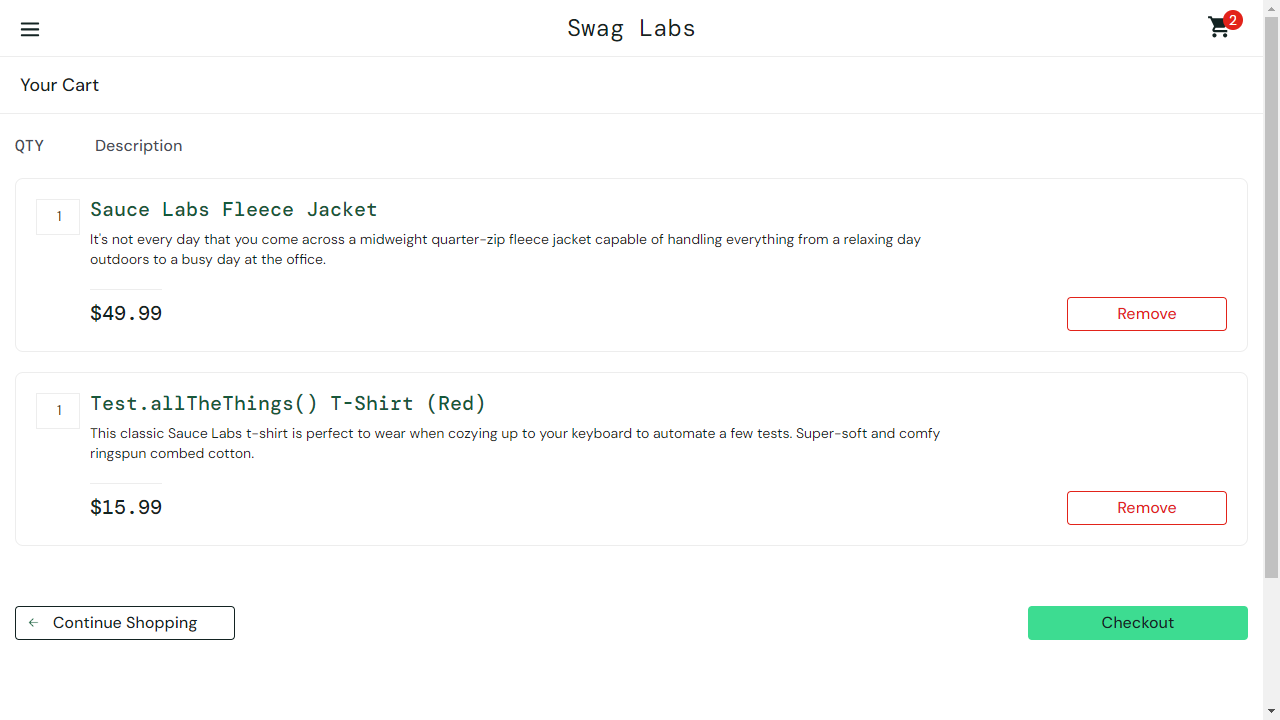 Swag Labs
2
Your Cart
QTY Description
1
Sauce Labs Fleece Jacket
It's not every day that you come across a midweight quarter-zip fleece jacket capable of handling everything from a relaxing day
outdoors to a busy day at the office.
$49.99
Remove
1
Test.allTheThings() T-Shirt (Red)
This classic Sauce Labs t-shirt is perfect to wear when cozying up to your keyboard to automate a few tests. Super-soft and comfy
ringspun combed cotton.
$15.99
Remove
Continue Shopping
Checkout